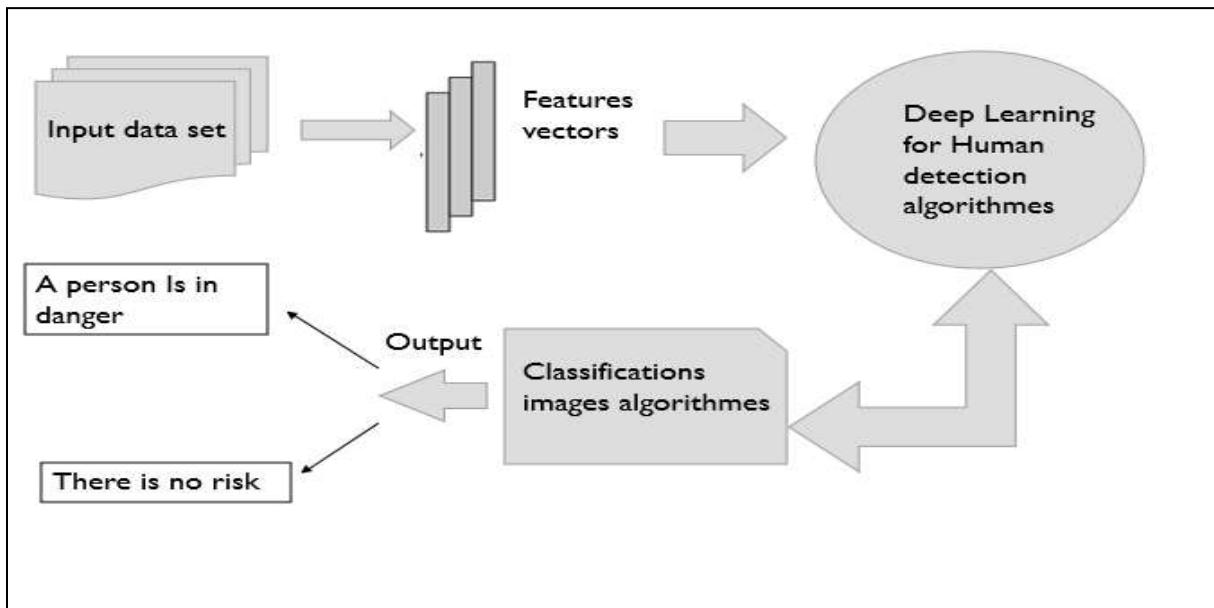 Input data set
Features
vectors
Deep Learning
for Human
detection
algorithmes
Classifications
images algorithmes
Output
A person Is in
danger
There is no risk